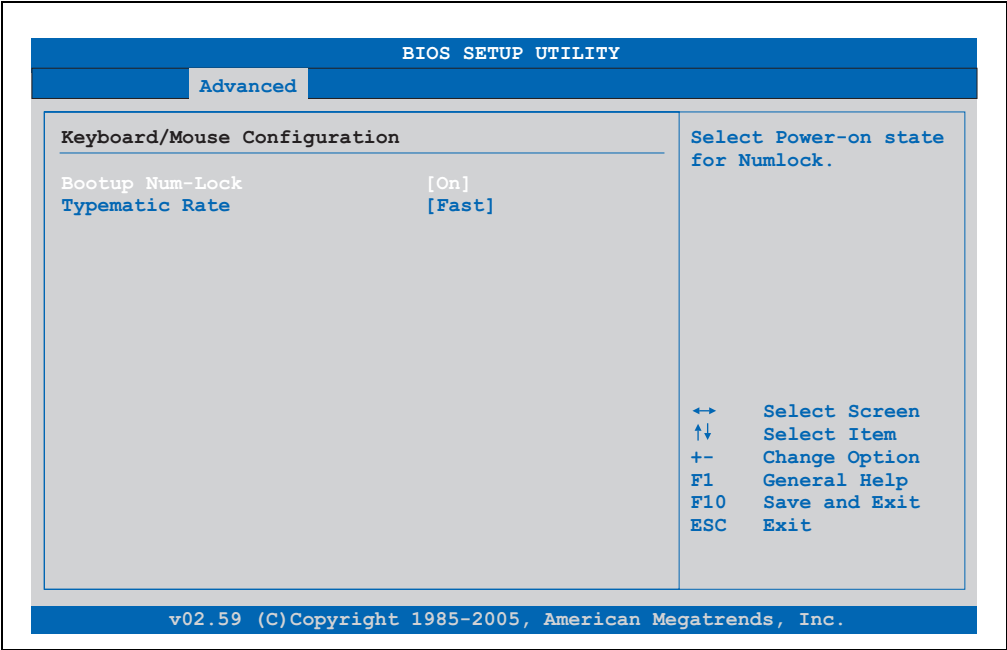 BIOS SETUP UTILITY
Advanced
Keyboard/Mouse Configuration
Bootup Num-Lock [On]
Typematic Rate [Fast]
Select Power-on state
for Numlock.
←→ Select Screen
↑↓ Select Item
+- Change Option
F1 General Help
F10 Save and Exit
ESC Exit
v02.59 (C)Copyright 1985-2005, American Megatrends, Inc.